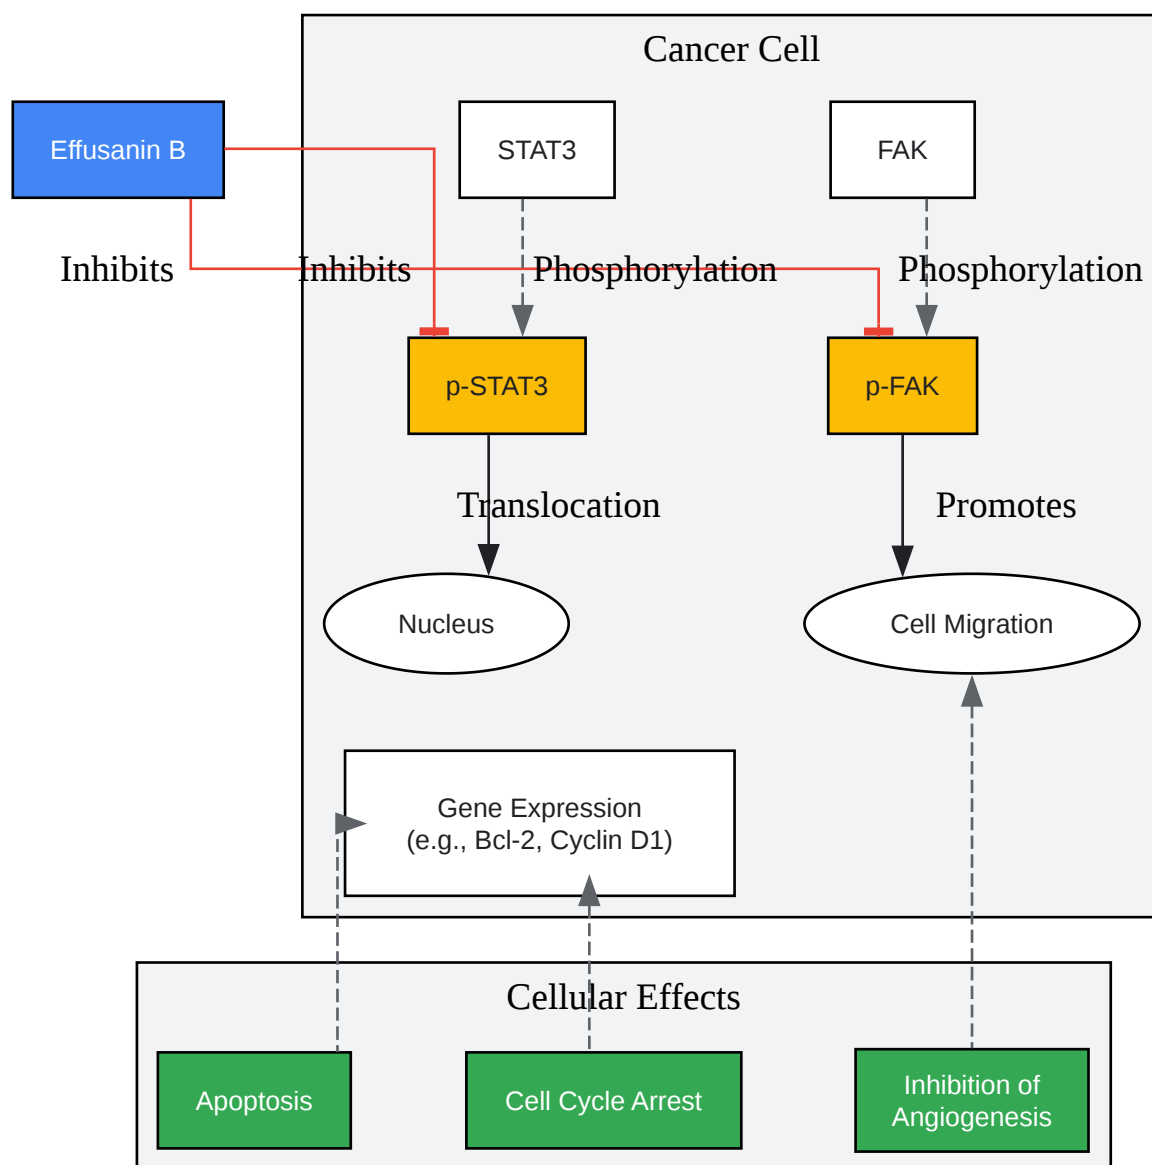 Cancer Cell
Effusanin B
STAT3
FAK
Inhibits
Inhibits
Phosphorylation
Phosphorylation
p-STAT3
p-FAK
Translocation
Promotes
Nucleus
Cell Migration
Gene Expression
(e.g., Bcl-2, Cyclin D1)
Cellular Effects
Apoptosis
Cell Cycle Arrest
Inhibition of
Angiogenesis